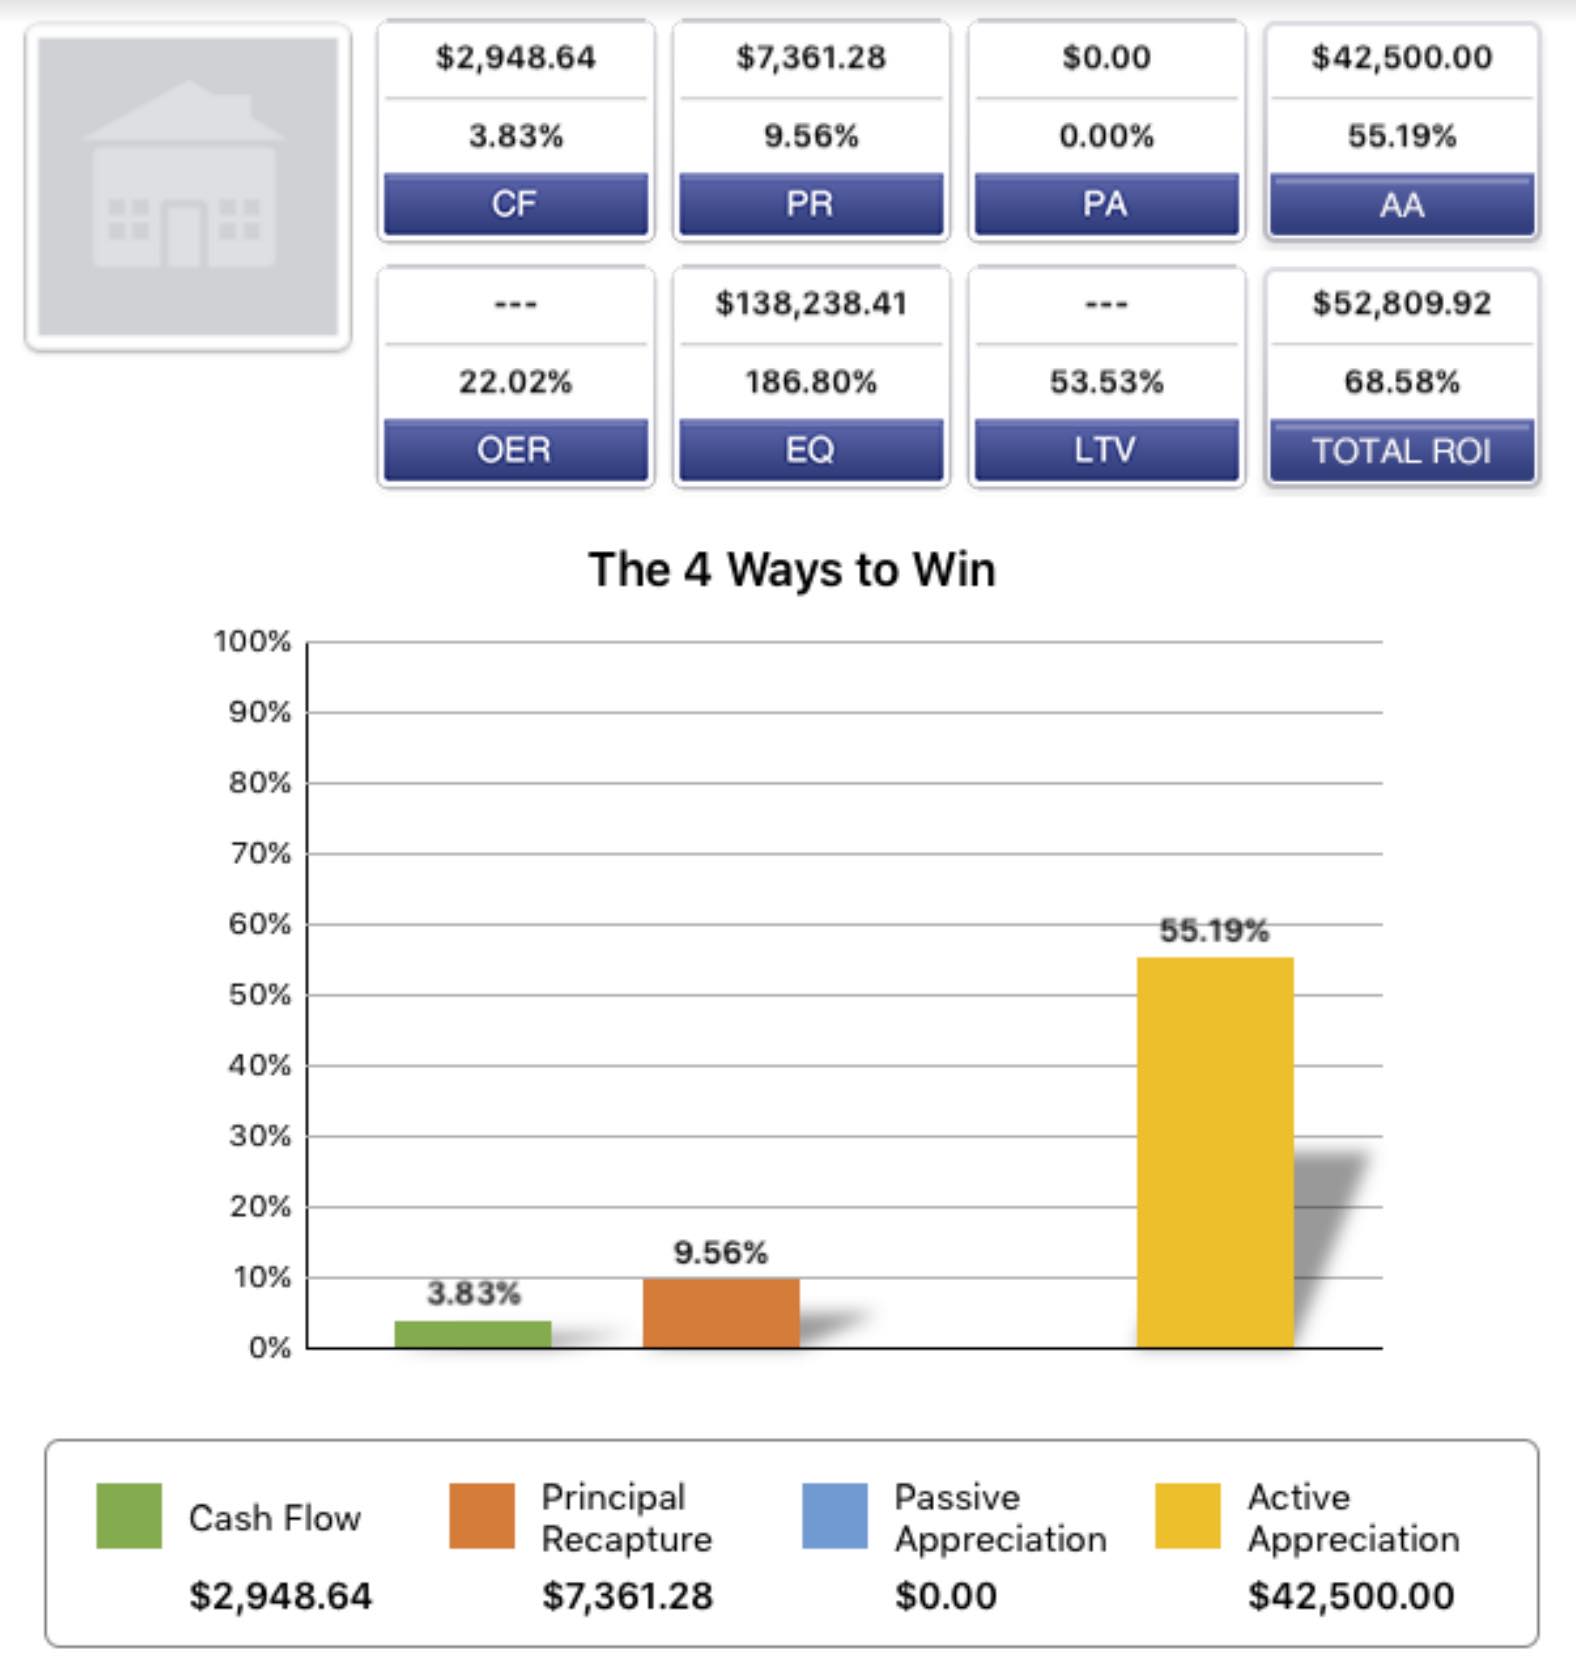 $2,948.64
3.83%
CF
$7,361.28
9.56%
PR
$0.00
0.00%
PA
$42,500.00
55.19%
AA
---
22.02%
OER
$138,238.41
186.80%
EQ
---
53.53%
LTV
$52,809.92
68.58%
TOTAL ROI
The 4 Ways to Win
100%
90%
80%
70%
60%
50%
40%
30%
20%
10%
0%
3.83%
9.56%
55.19%
Cash Flow
$2,948.64
Principal
Recapture
$7,361.28
Passive
Appreciation
$0.00
Active
Appreciation
$42,500.00